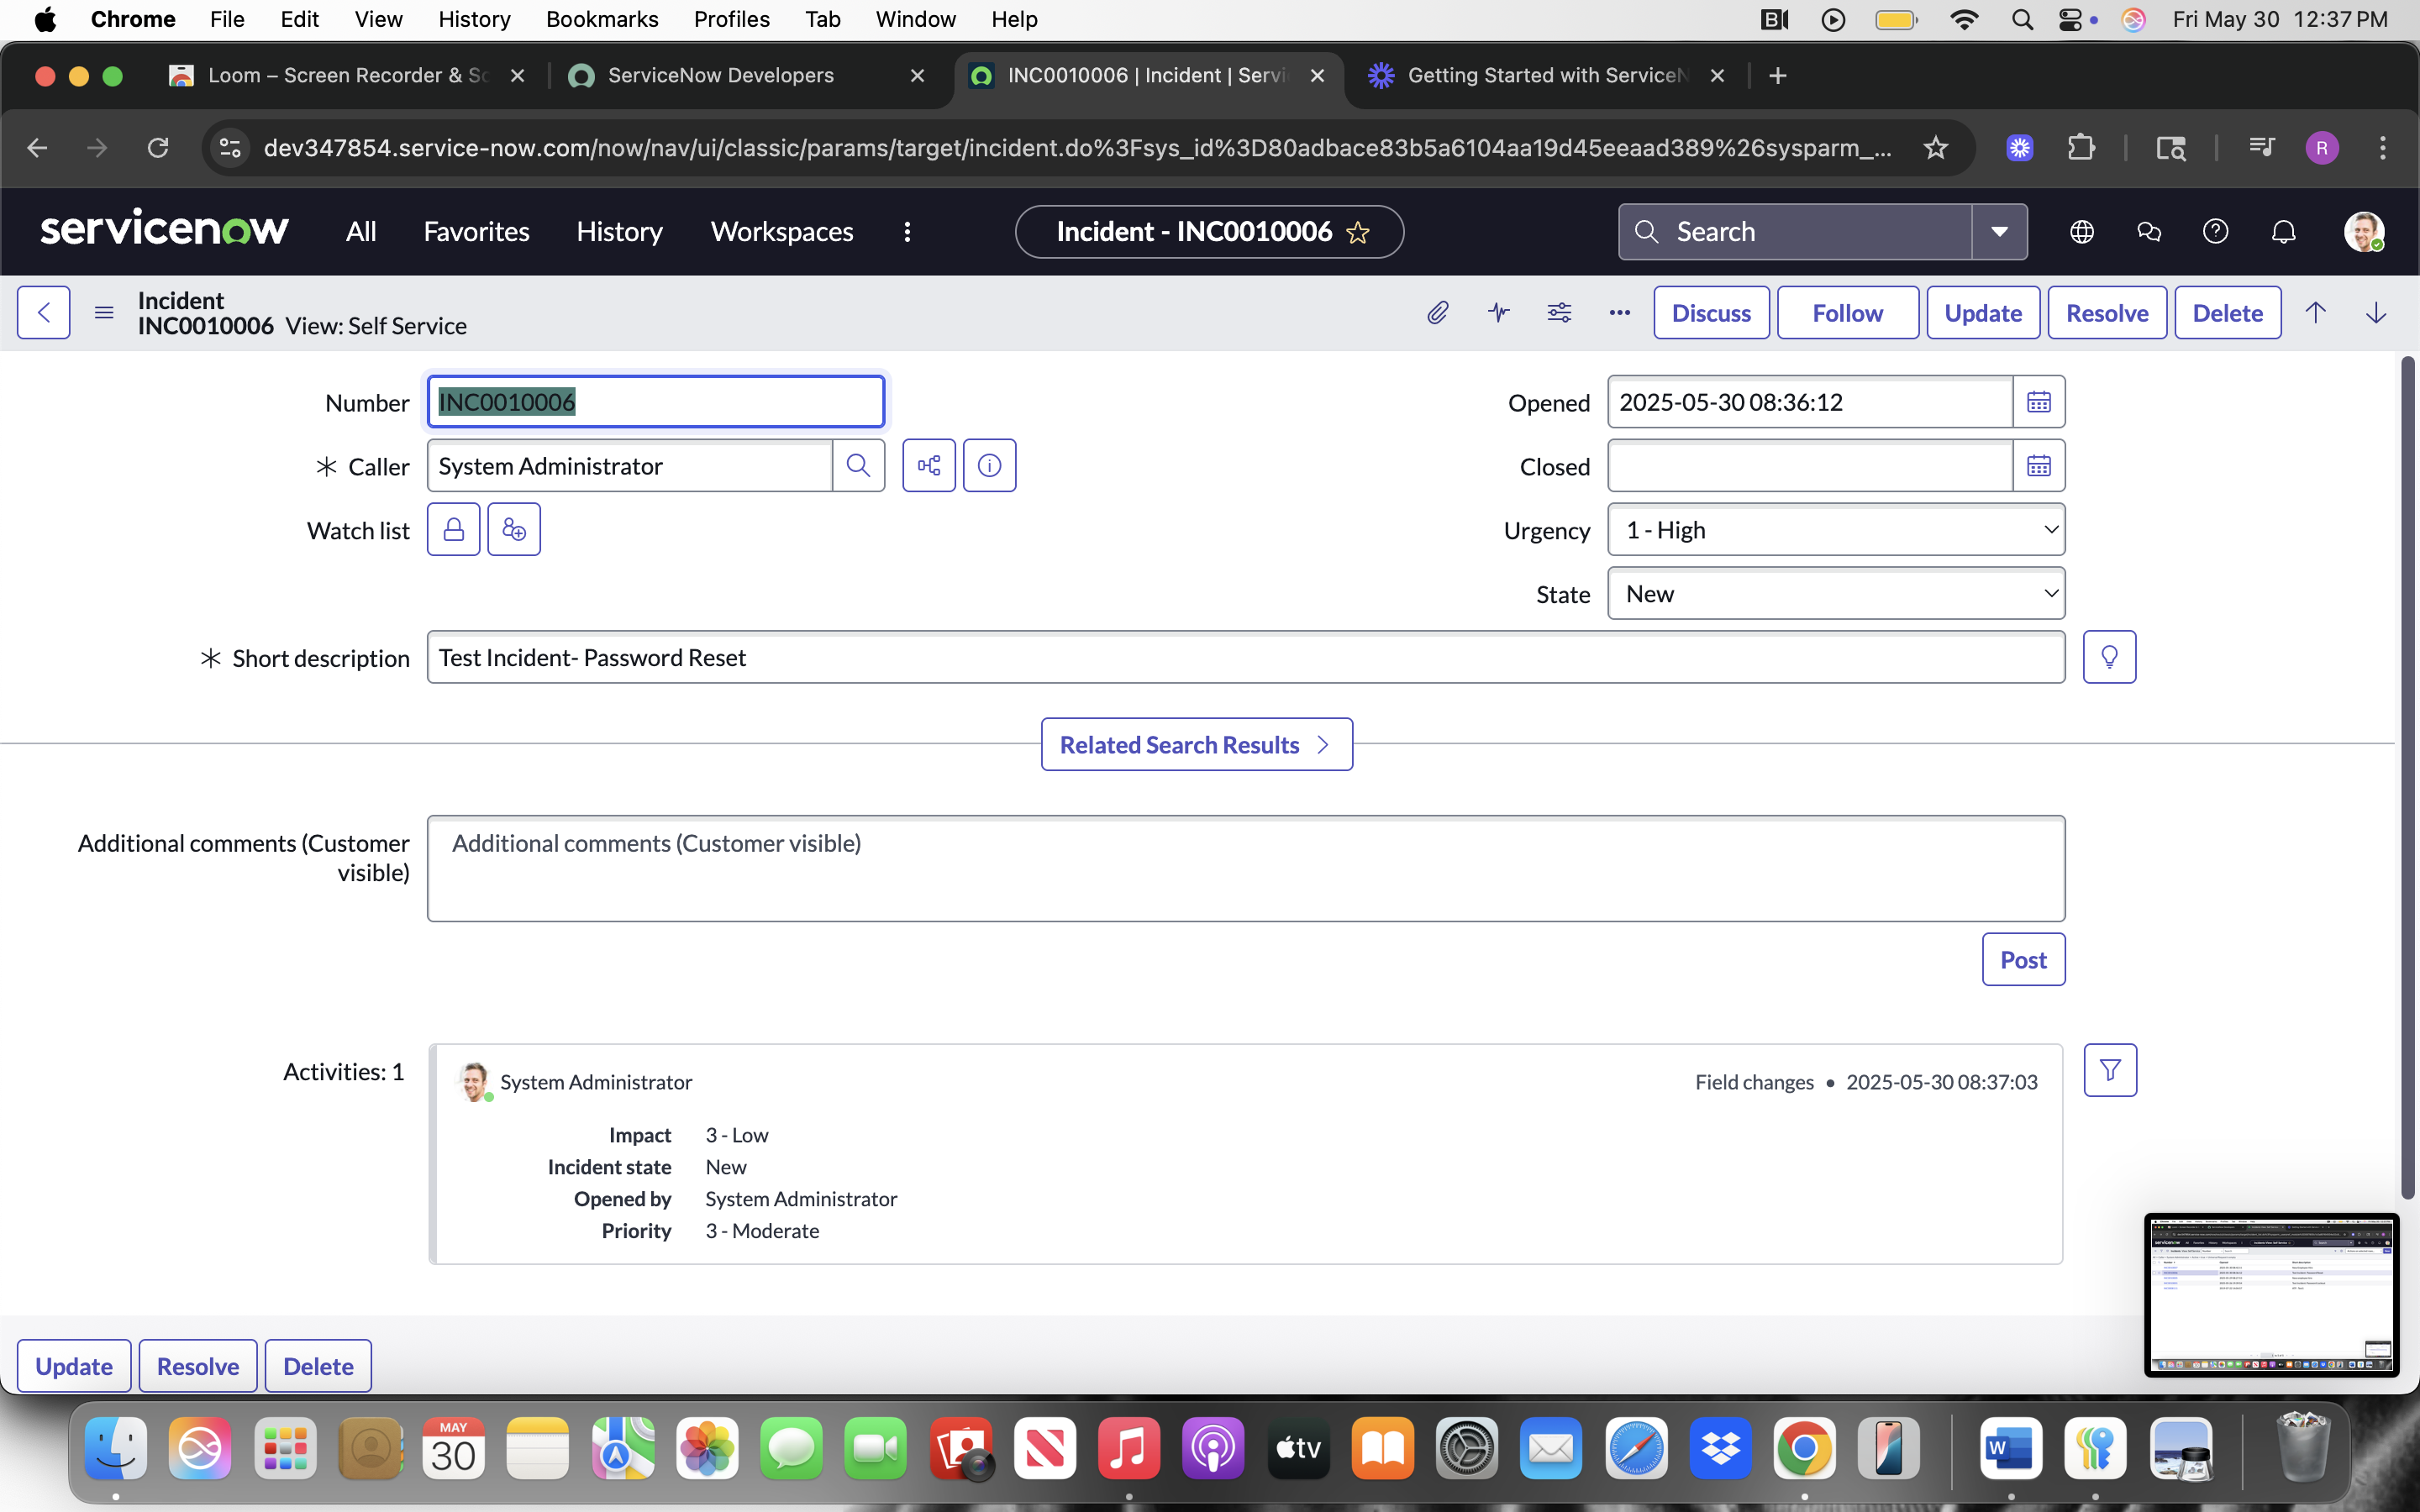 Chrome File Edit View History Bookmarks Profiles Tab Window Help Fri May 30 12:37 PM
Loom – Screen Recorder & Sc ServiceNow Developers INC0010006 | Incident | Servi Getting Started with ServiceN
dev347854.service-now.com/now/nav/ui/classic/params/target/incident.do%3Fsys_id%3D80adbace83b5a6104aa19d45eeaad389%26sysparm_... R
servicenow All Favorites History Workspaces Incident - INC0010006 Search
Incident
INC0010006 View: Self Service
Discuss Follow Update Resolve Delete
Number INC0010006 Opened 2025-05-30 08:36:12
Caller System Administrator Closed
Watch list Urgency 1 - High
State New
Short description Test Incident- Password Reset
Related Search Results
Additional comments (Customer visible) Additional comments (Customer visible)
Post
Activities: 1 System Administrator Field changes • 2025-05-30 08:37:03
Impact 3 - Low
Incident state New
Opened by System Administrator
Priority 3 - Moderate
Update Resolve Delete
MAY
30
tv
W